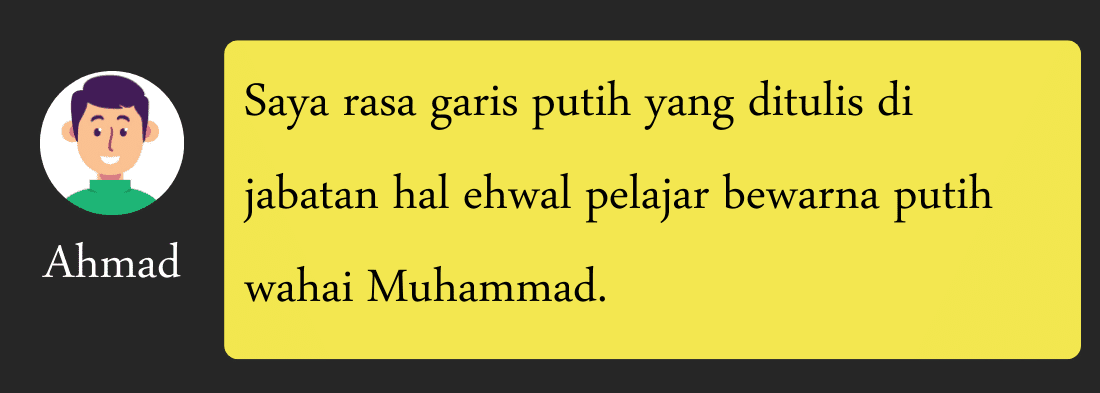 Saya rasa garis putih yang ditulis di
jabatan hal ehwal pelajar bewarna putih
wahai Muhammad.
Ahmad